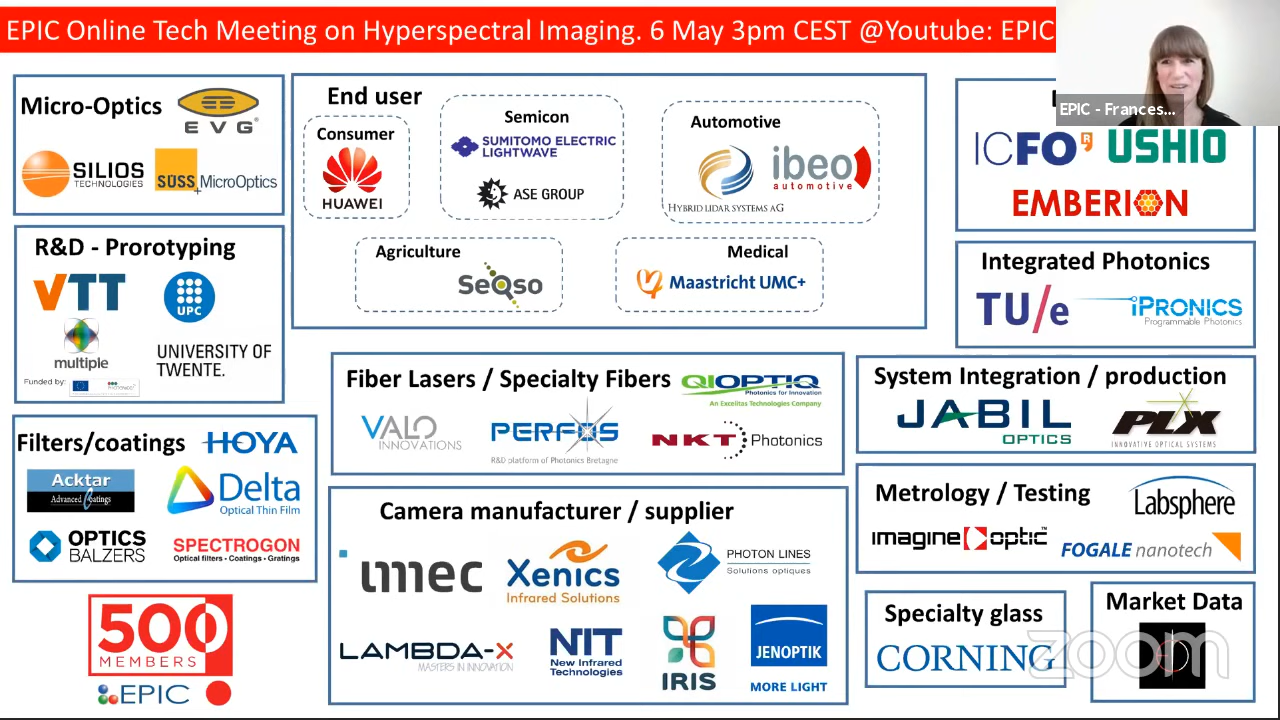 EPIC Online Tech Meeting on Hyperspectral Imaging. 6 May 3pm CEST @Youtube: EPIC
EPIC - Frances...
Micro-Optics
EVG®
SILIOS
TECHNOLOGIES
SÜSS
MicroOptics
End user
Consumer
HUAWEI
Semicon
SUMITOMO ELECTRIC
LIGHTWAVE
ASE GROUP
Automotive
HYBRID LIDAR SYSTEMS AG
ibeo
automotive
Agriculture
SeQso
Medical
Maastricht UMC+
ICFO
USHIO
EMBERION
R&D - Prorotyping
VTT
UPC
multiple
Funded by:
UNIVERSITY OF
TWENTE.
Integrated Photonics
TU/e
iPRONICS
Programmable Photonics
Fiber Lasers / Specialty Fibers
QIOPTIQ
Photonics for Innovation
An Excelitas Technologies Company
VALO
INNOVATIONS
PERFOS
R&D platform of Photonics Bretagne
NKT Photonics
System Integration / production
JABIL
OPTICS
PLX
INNOVATIVE OPTICAL SYSTEMS
Filters/coatings
HOYA
Acktar
Advanced Coatings
Delta
Optical Thin Film
OPTICS
BALZERS
SPECTROGON
Optical filters - Coatings - Gratings
Camera manufacturer / supplier
imec
Xenics
Infrared Solutions
PHOTON LINES
Solutions optiques
LAMBDA-X
MASTERS IN INNOVATION
NIT
New Infrared
Technologies
IRIS
JENOPTIK
MORE LIGHT
Metrology / Testing
Labsphere
imagine optic™
FOGALE nanotech
Specialty glass
CORNING
Market Data
zoom
500
MEMBERS
EPIC